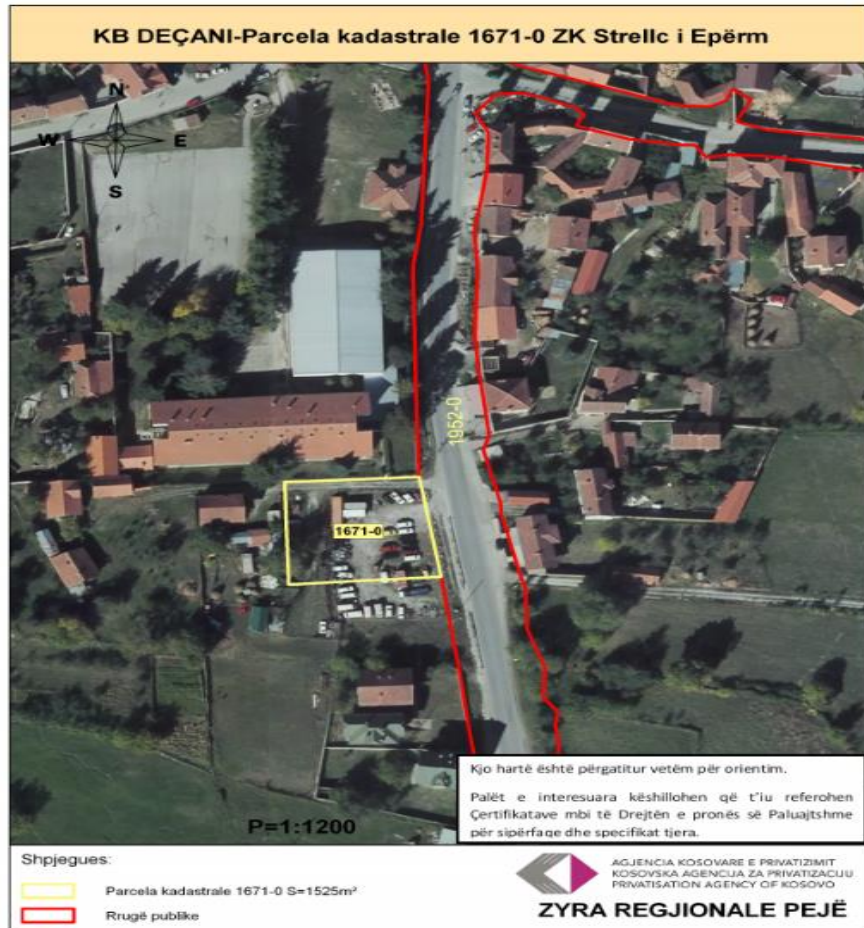 KB DEÇANI-Parcela kadastrale 1671-0 ZK Strellc i Epërm
N
W
E
S
1952-0
1671-0
Kjo hartë është përgatitur vetëm për orientim.
Palët e interesuara këshillohen që t'iu referohen
Çertifikatave mbi të Drejtën e pronës së Paluajtshme
për sipërfaqe dhe specifikat tjera.
P=1:1200
Shpjegues:
Parcela kadastrale 1671-0 S=1525m²
Rrugë publike
AGJENCIA KOSOVARE E PRIVATIZIMIT
KOSOVSKA AGENCIJA ZA PRIVATIZACIJU
PRIVATISATION AGENCY OF KOSOVO
ZYRA REGJIONALE PEJË